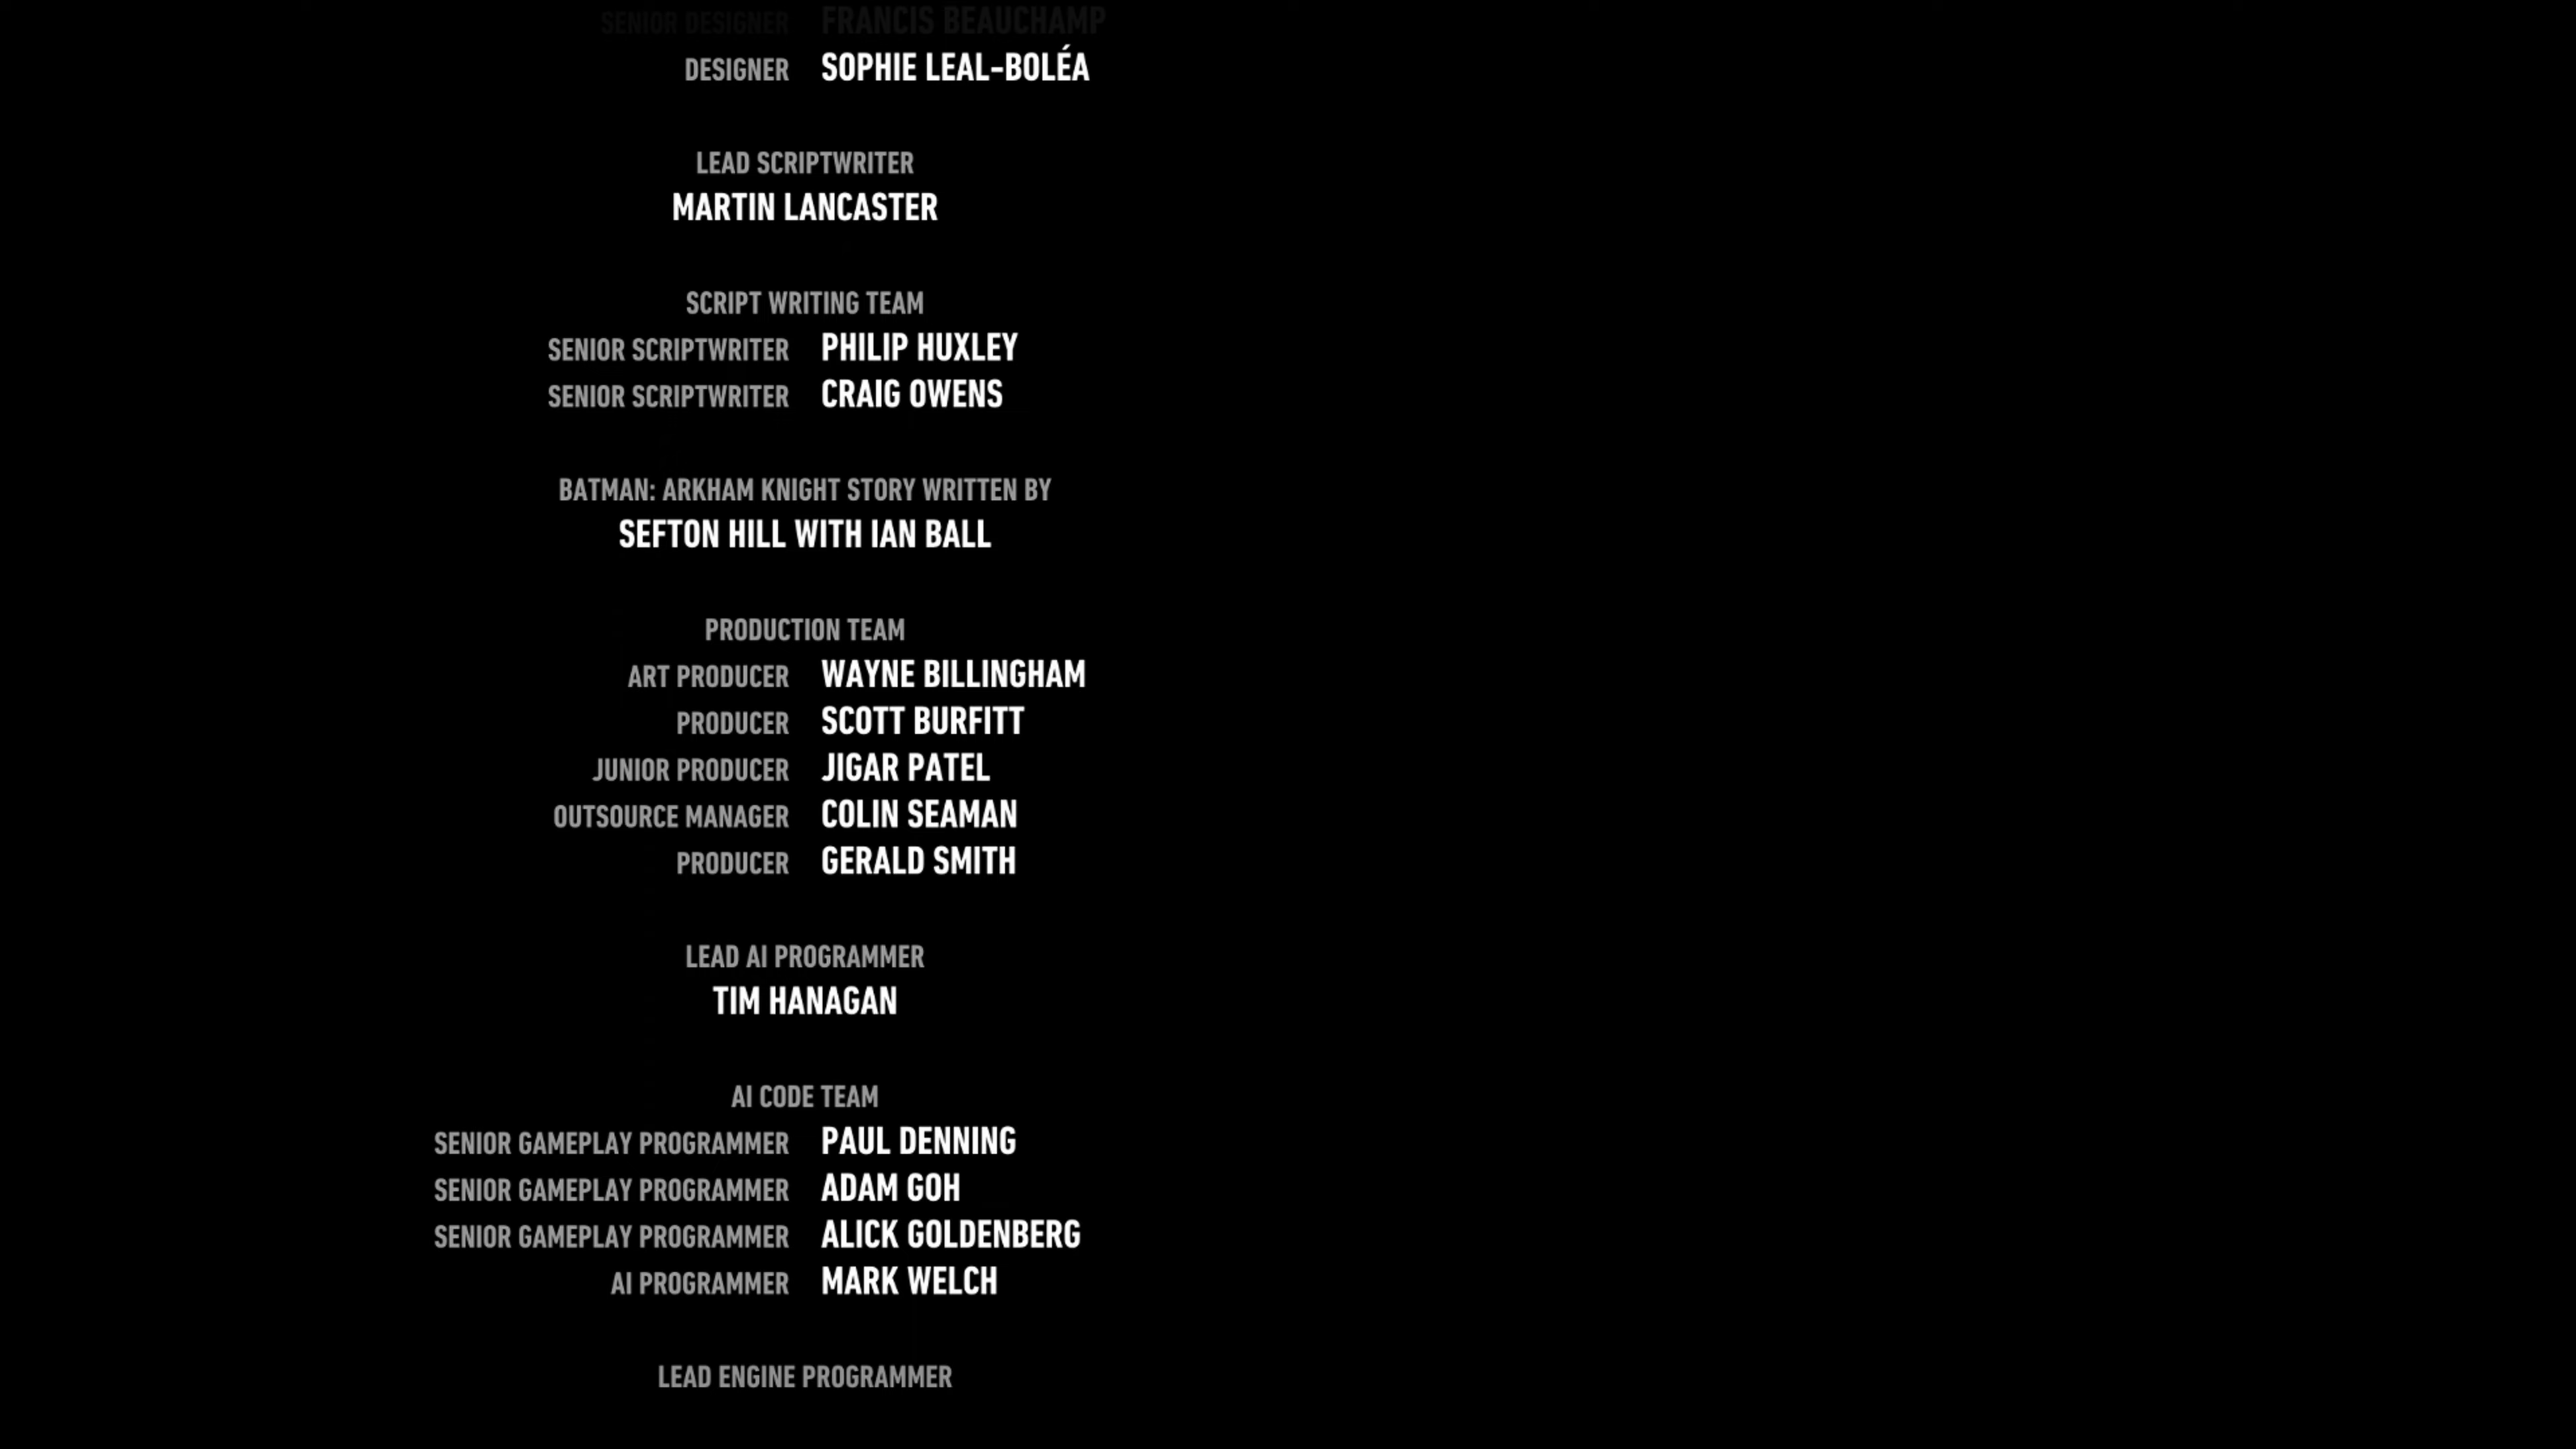 SENIOR DESIGNER FRANCIS BEAUCHAMP
DESIGNER SOPHIE LEAL-BOLÉA
LEAD SCRIPTWRITER
MARTIN LANCASTER
SCRIPT WRITING TEAM
SENIOR SCRIPTWRITER PHILIP HUXLEY
SENIOR SCRIPTWRITER CRAIG OWENS
BATMAN: ARKHAM KNIGHT STORY WRITTEN BY
SEFTON HILL WITH IAN BALL
PRODUCTION TEAM
ART PRODUCER WAYNE BILLINGHAM
PRODUCER SCOTT BURFITT
JUNIOR PRODUCER JIGAR PATEL
OUTSOURCE MANAGER COLIN SEAMAN
PRODUCER GERALD SMITH
LEAD AI PROGRAMMER
TIM HANAGAN
AI CODE TEAM
SENIOR GAMEPLAY PROGRAMMER PAUL DENNING
SENIOR GAMEPLAY PROGRAMMER ADAM GOH
SENIOR GAMEPLAY PROGRAMMER ALICK GOLDENBERG
AI PROGRAMMER MARK WELCH
LEAD ENGINE PROGRAMMER